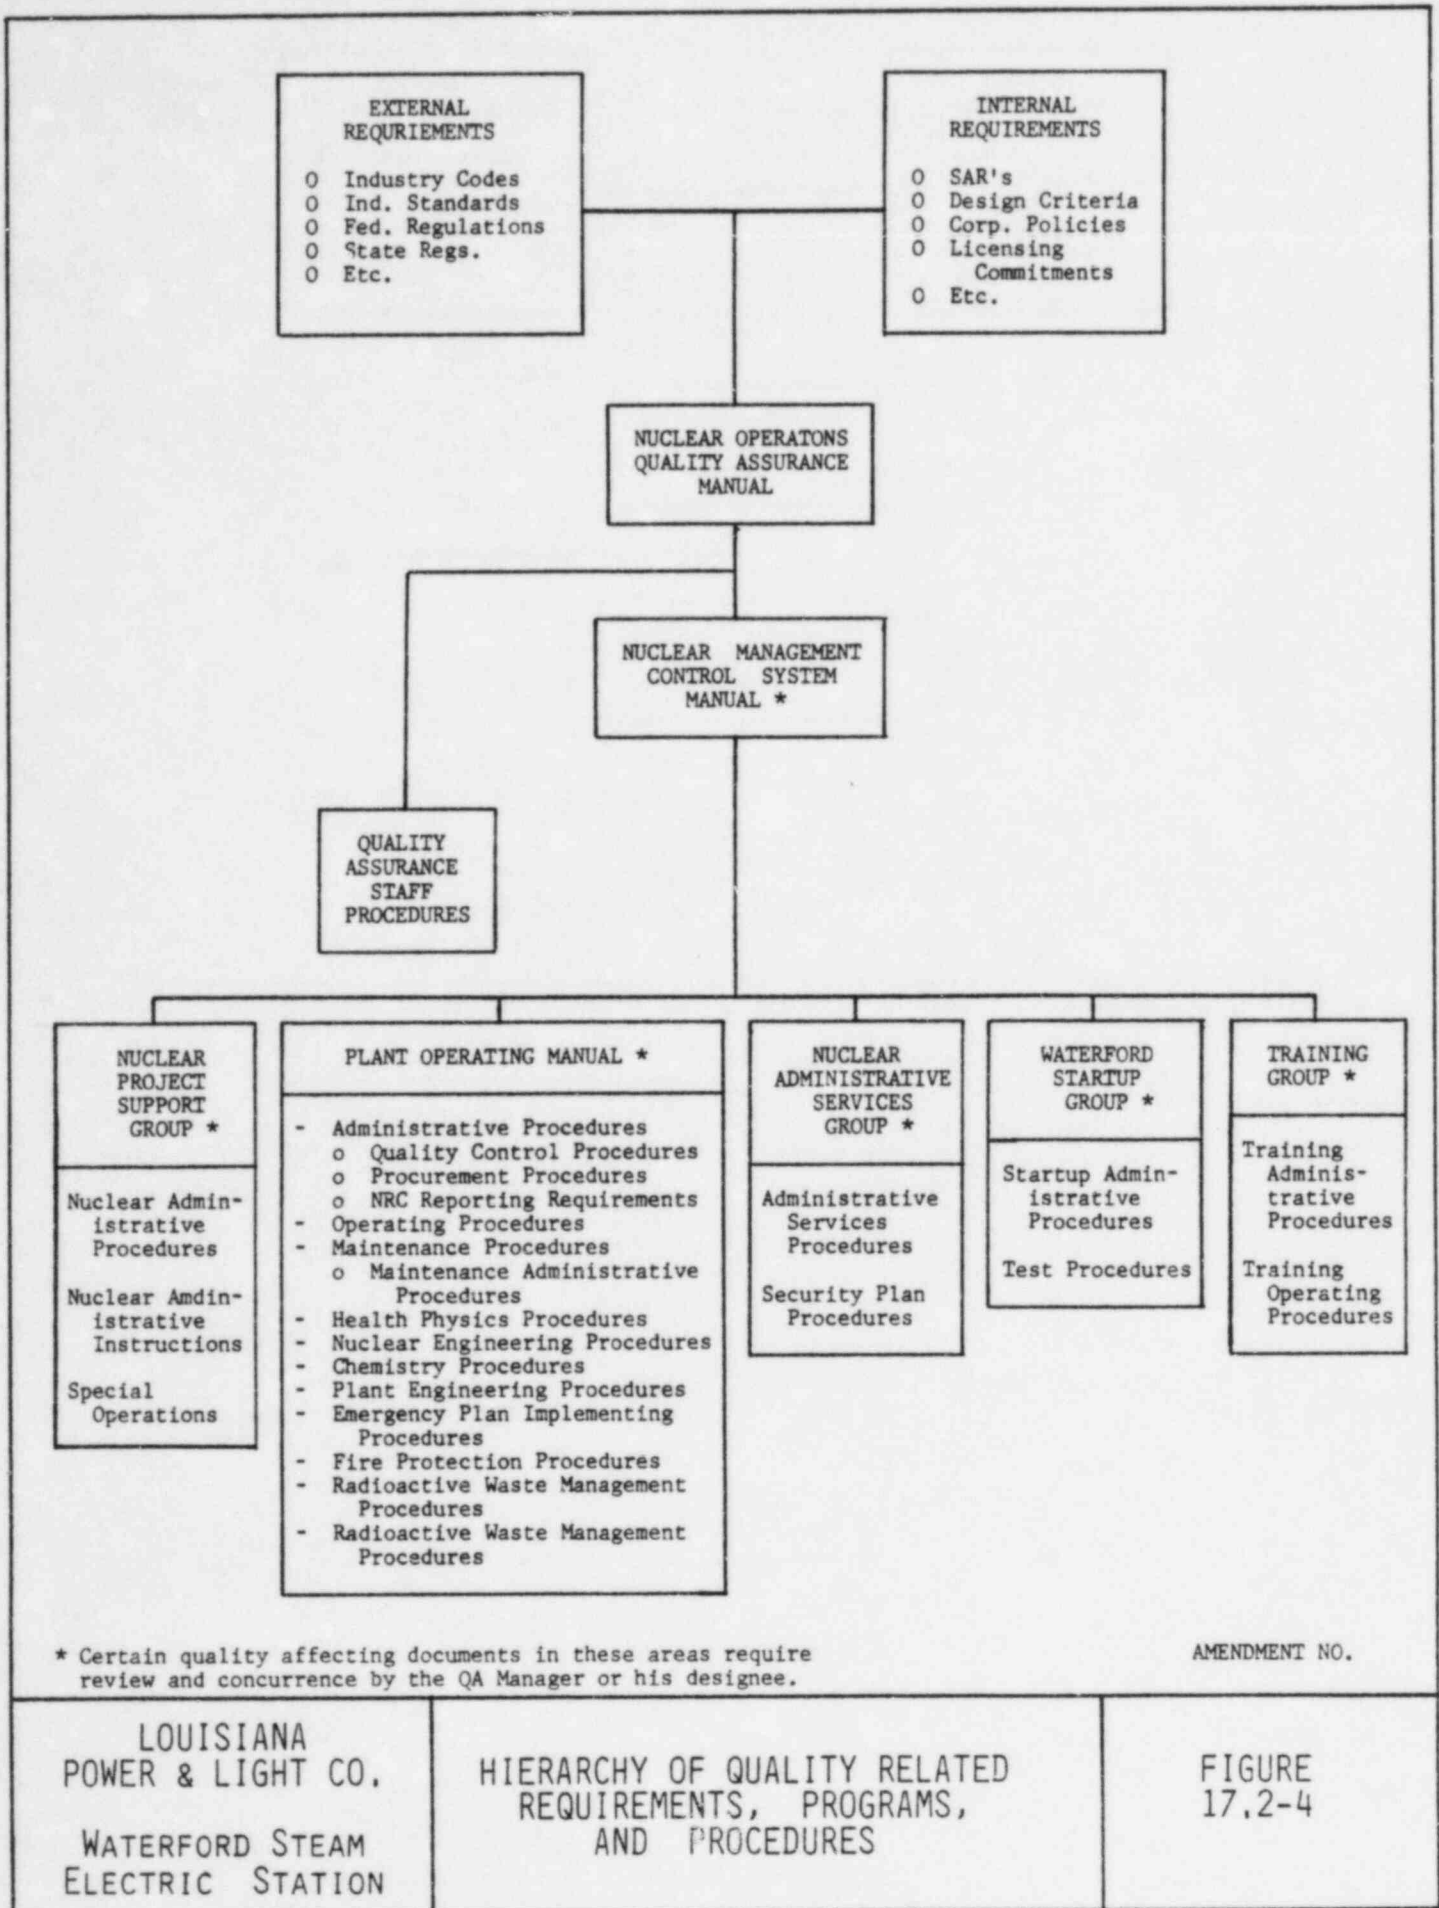 EXTERNAL
REQURIEMENTS
O Industry Codes
O Ind. Standards
O Fed. Regulations
O State Regs.
O Etc.
INTERNAL
REQUIREMENTS
O SAR's
O Design Criteria
O Corp. Policies
O Licensing
Commitments
O Etc.
NUCLEAR OPERATONS
QUALITY ASSURANCE
MANUAL
NUCLEAR MANAGEMENT
CONTROL SYSTEM
MANUAL *
QUALITY
ASSURANCE
STAFF
PROCEDURES
NUCLEAR
PROJECT
SUPPORT
GROUP *
Nuclear Admin-
istrative
Procedures
Nuclear Amdin-
istrative
Instructions
Special
Operations
PLANT OPERATING MANUAL *
- Administrative Procedures
o Quality Control Procedures
o Procurement Procedures
o NRC Reporting Requirements
- Operating Procedures
- Maintenance Procedures
o Maintenance Administrative
Procedures
- Health Physics Procedures
- Nuclear Engineering Procedures
- Chemistry Procedures
- Plant Engineering Procedures
- Emergency Plan Implementing
Procedures
- Fire Protection Procedures
- Radioactive Waste Management
Procedures
- Radioactive Waste Management
Procedures
NUCLEAR
ADMINISTRATIVE
SERVICES
GROUP *
Administrative
Services
Procedures
Security Plan
Procedures
WATERFORD
STARTUP
GROUP *
Startup Admin-
istrative
Procedures
Test Procedures
TRAINING
GROUP *
Training
Adminis-
trative
Procedures
Training
Operating
Procedures
* Certain quality affecting documents in these areas require
review and concurrence by the QA Manager or his designee.
AMENDMENT NO.
LOUISIANA
POWER & LIGHT CO.
WATERFORD STEAM
ELECTRIC STATION
HIERARCHY OF QUALITY RELATED
REQUIREMENTS, PROGRAMS,
AND PROCEDURES
FIGURE
17.2-4